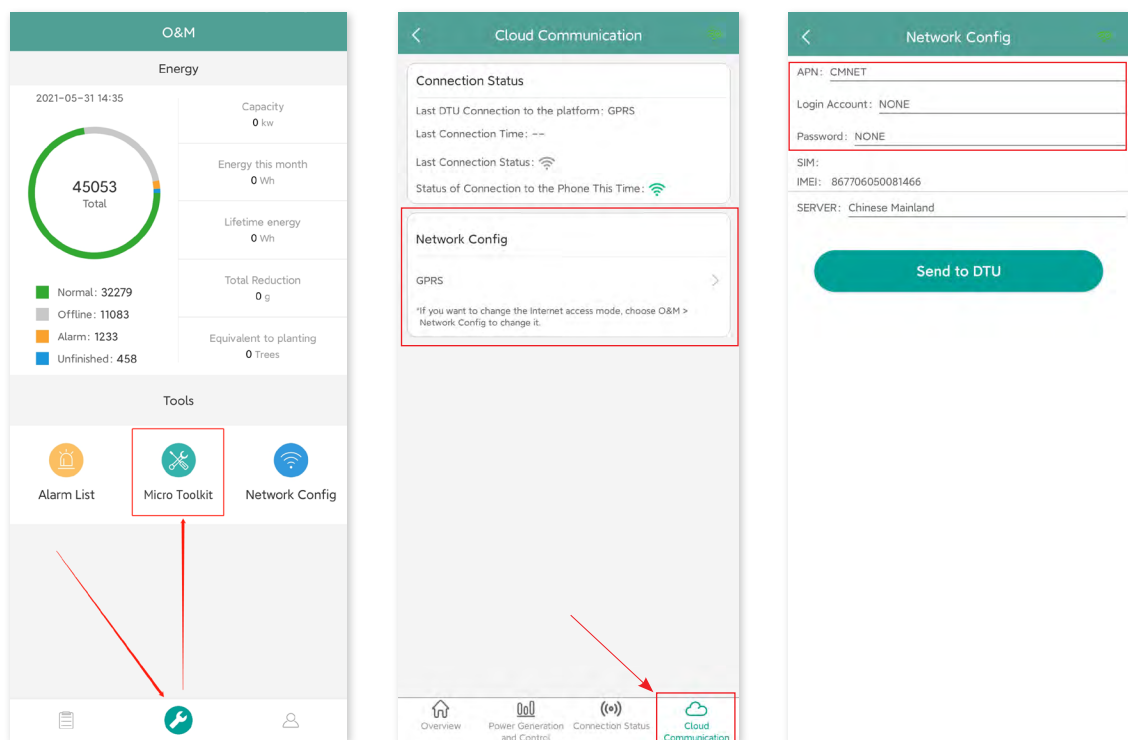 O&M
Energy
2021-05-31 14:35
45053
Total
Normal: 32279
Offline: 11083
Alarm: 1233
Unfinished: 458
Capacity
0 kw
Energy this month
0 Wh
Lifetime energy
0 Wh
Total Reduction
0 g
Equivalent to planting
0 Trees
Tools
Alarm List
Micro Toolkit
Network Config
Cloud Communication
Connection Status
Last DTU Connection to the platform: GPRS
Last Connection Time: --
Last Connection Status:
Status of Connection to the Phone This Time:
Network Config
GPRS
*If you want to change the Internet access mode, choose O&M >
Network Config to change it.
Overview
Power Generation
and Control
Connection Status
Cloud
Communication
Network Config
APN: CMNET
Login Account: NONE
Password: NONE
SIM:
IMEI: 867706050081466
SERVER: Chinese Mainland
Send to DTU